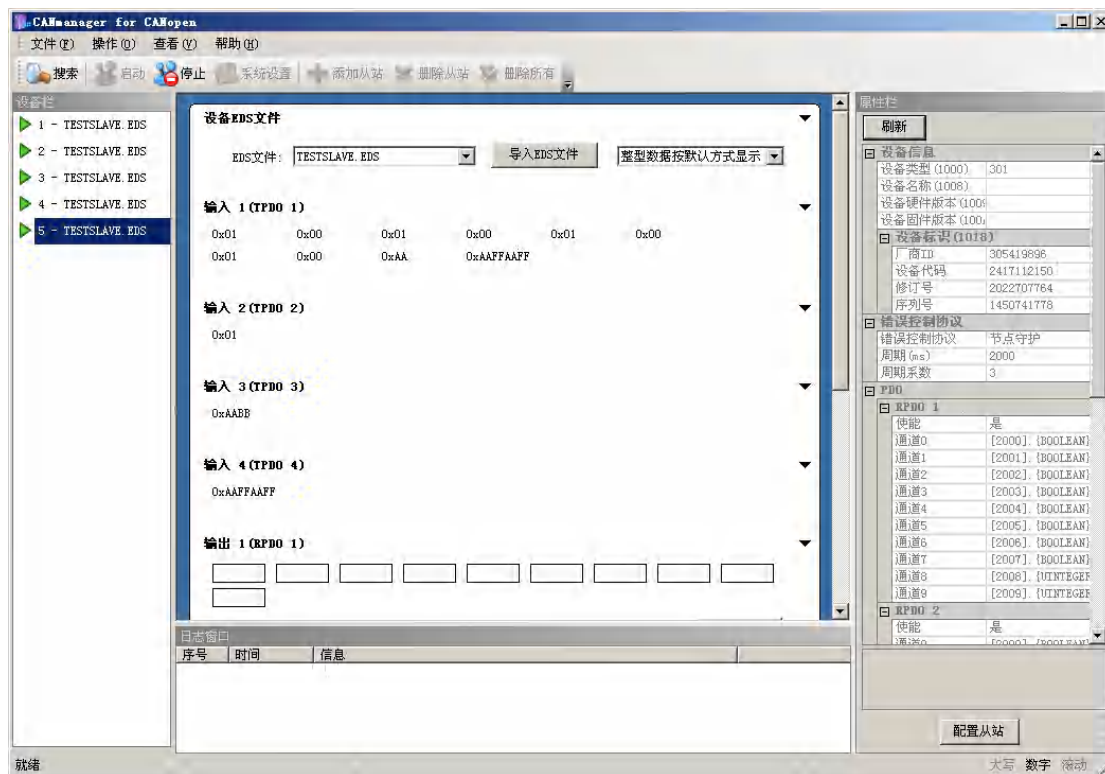 CANmanager for CANopen
文件(F) 操作(O) 查看(V) 帮助(H)
搜索 启动 停止 系统设置 添加从站 删除从站 删除所有
设备栏
1 - TESTSLAVE.EDS
2 - TESTSLAVE.EDS
3 - TESTSLAVE.EDS
4 - TESTSLAVE.EDS
5 - TESTSLAVE.EDS
设备EDS文件
EDS文件: TESTSLAVE.EDS 导入EDS文件 整型数据按默认方式显示
输入 1(TPDO 1)
0x01 0x00 0x01 0x00 0x01 0x00
0x01 0x00 0xAA 0xAAFFAAFF
输入 2(TPDO 2)
0x01
输入 3(TPDO 3)
0xAABB
输入 4(TPDO 4)
0xAAFFAAFF
输出 1(RPDO 1)
日志窗口
序号 时间 信息
属性栏
刷新
设备信息
设备类型(1000) 301
设备名称(1008)
设备硬件版本(1009
设备固件版本(100
设备标识(1018)
厂商ID 305419896
设备代码 2417112150
修订号 2022707764
序列号 1450741778
错误控制协议
错误控制协议 节点守护
周期(ms) 2000
周期系数 3
PDO
RPDO 1
使能 是
通道0 [2000]. {BOOLEAN}
通道1 [2001]. {BOOLEAN}
通道2 [2002]. {BOOLEAN}
通道3 [2003]. {BOOLEAN}
通道4 [2004]. {BOOLEAN}
通道5 [2005]. {BOOLEAN}
通道6 [2006]. {BOOLEAN}
通道7 [2007]. {BOOLEAN}
通道8 [2008]. {UINTEGER
通道9 [2009]. {UINTEGER
RPDO 2
使能 是
配置从站
就绪 大写 数字 滚动